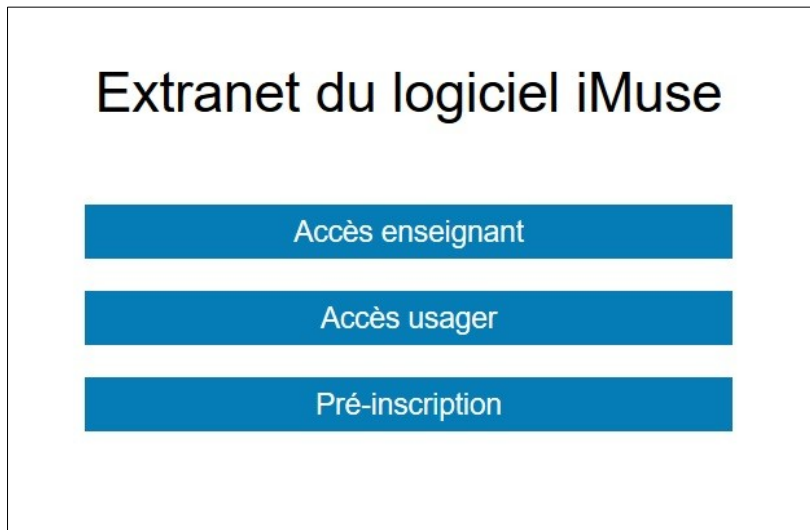 Extranet du logiciel iMuse
Accès enseignant
Accès usager
Pré-inscription